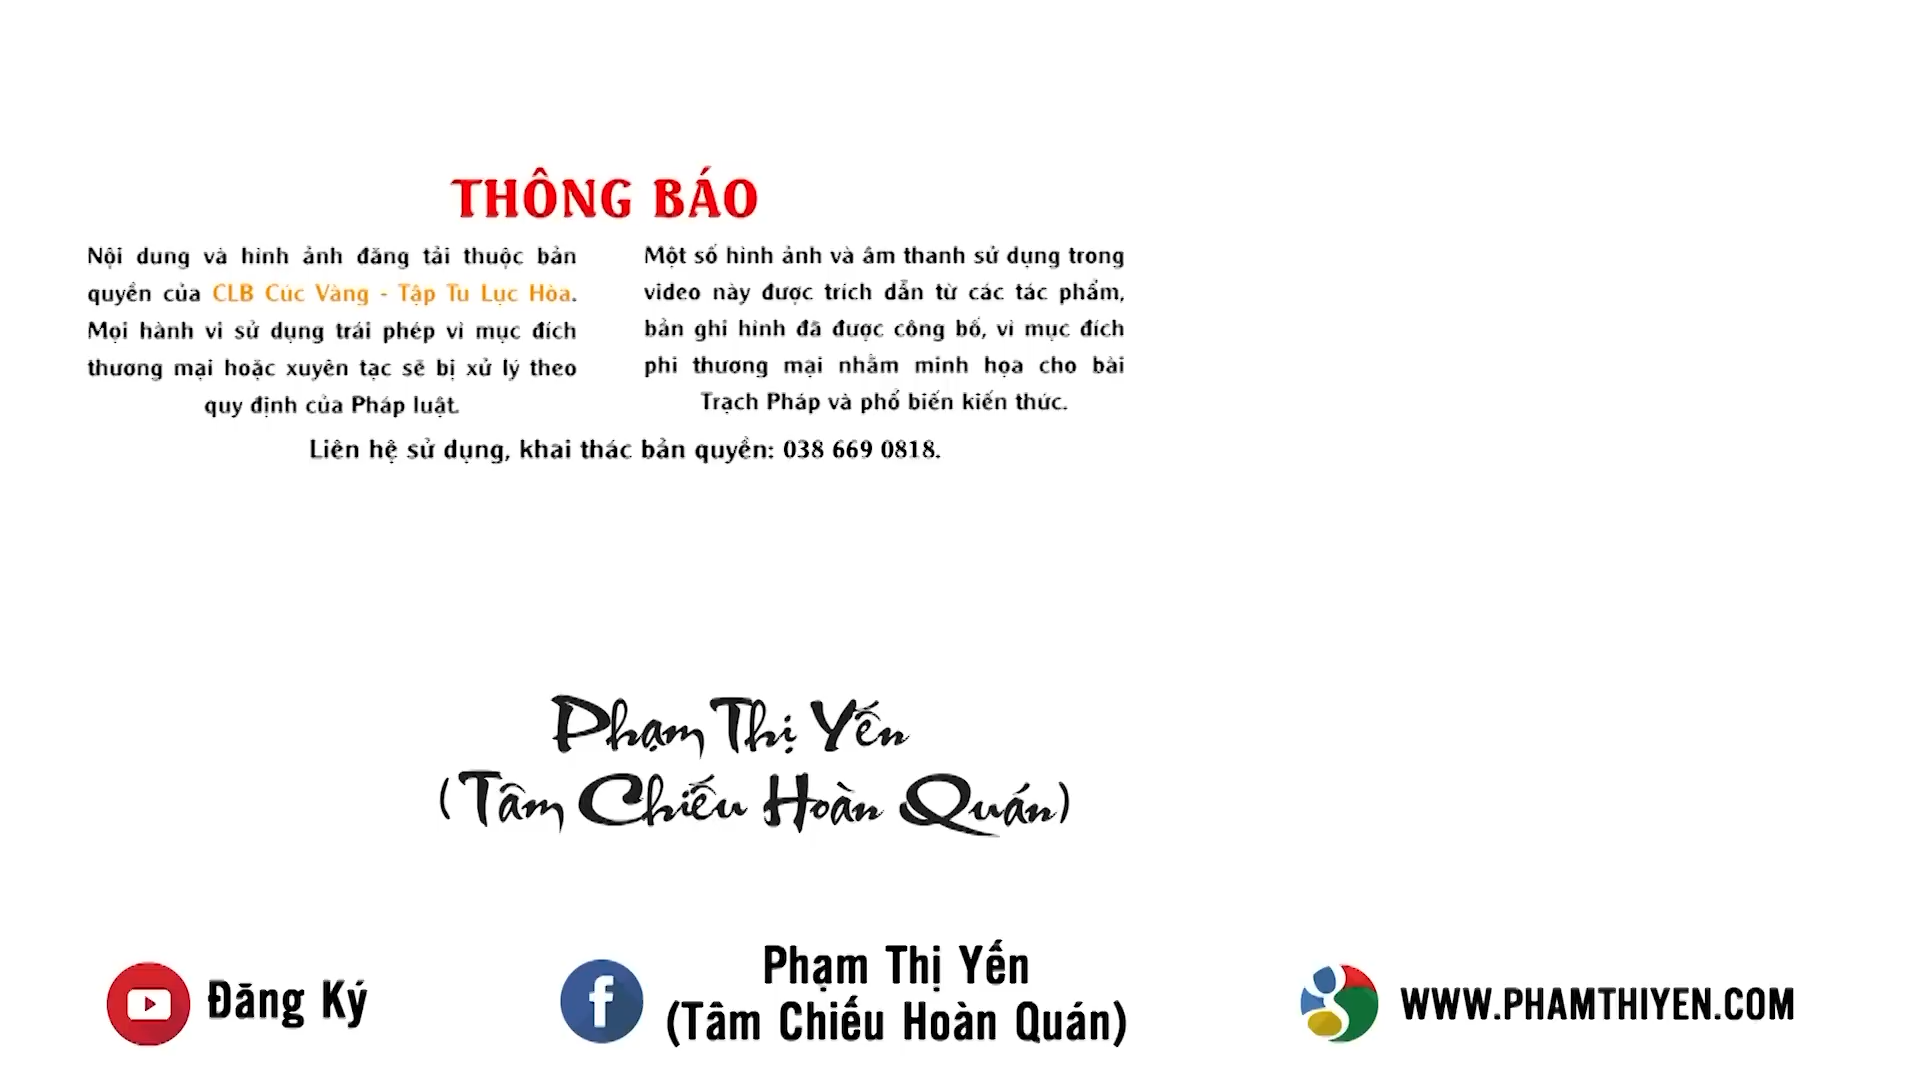 THÔNG BÁO
Nội dung và hình ảnh đăng tải thuộc bản
quyền của CLB Cúc Vàng - Tập Tu Lục Hòa.
Mọi hành vi sử dụng trái phép vì mục đích
thương mại hoặc xuyên tạc sẽ bị xử lý theo
quy định của Pháp luật.
Một số hình ảnh và âm thanh sử dụng trong
video này được trích dẫn từ các tác phẩm,
bản ghi hình đã được công bố, vì mục đích
phi thương mại nhằm minh họa cho bài
Trạch Pháp và phổ biến kiến thức.
Liên hệ sử dụng, khai thác bản quyền: 038 669 0818.
Phạm Thị Yến
(Tâm Chiếu Hoàn Quán)
Đăng Ký
Phạm Thị Yến
(Tâm Chiếu Hoàn Quán)
WWW.PHAMTHIYEN.COM